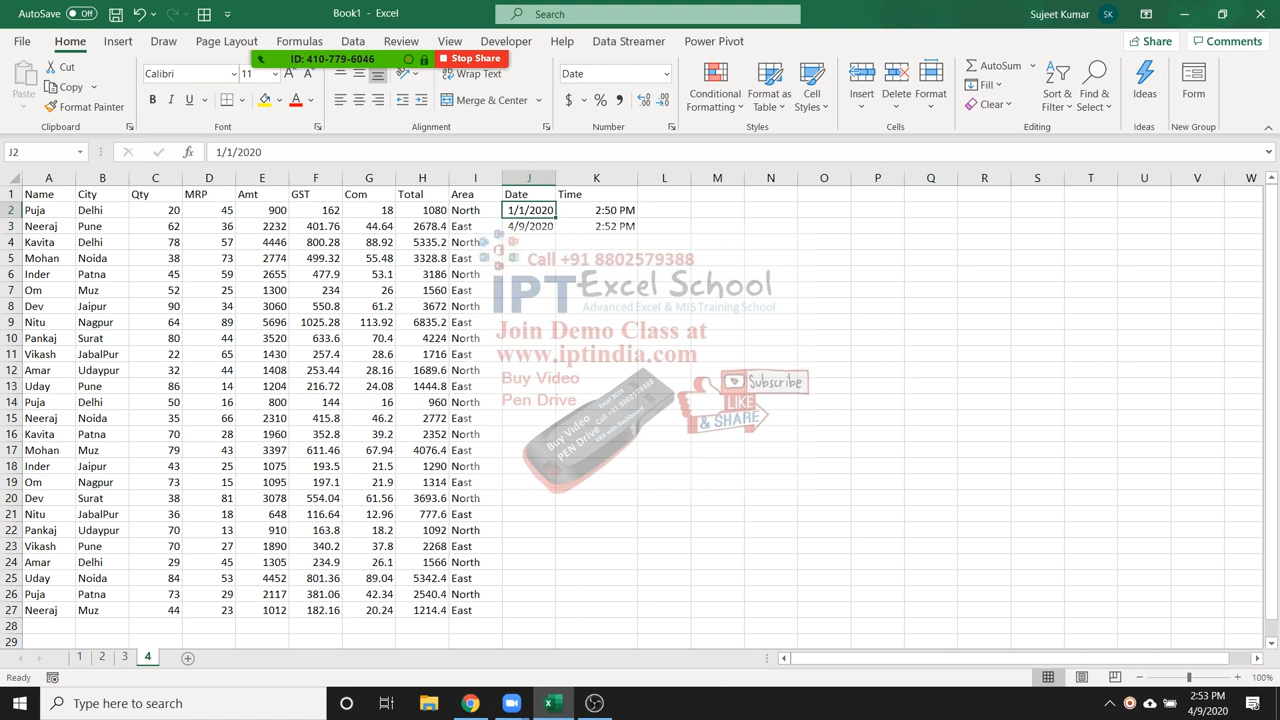 AutoSave Off Book1 - Excel Search Sujeet Kumar SK
File Home Insert Draw Page Layout Formulas Data Review View Developer Help Data Streamer Power Pivot Share Comments
ID: 410-779-6046 Stop Share
Cut Calibri 11 Wrap Text Date AutoSum
Paste Copy Merge & Center Conditional Formatting Format as Table Cell Styles Insert Delete Format Fill Sort & Filter Find & Select Ideas Form
Format Painter Clear
Clipboard Font Alignment Number Styles Cells Editing Ideas New Group
J2 fx 1/1/2020
A B C D E F G H I J K L M N O P Q R S T U V W
1 Name City Qty MRP Amt GST Com Total Area Date Time
2 Puja Delhi 20 45 900 162 18 1080 North 1/1/2020 2:50 PM
3 Neeraj Pune 62 36 2232 401.76 44.64 2678.4 East 4/9/2020 2:52 PM
4 Kavita Delhi 78 57 4446 800.28 88.92 5335.2 North
5 Mohan Noida 38 73 2774 499.32 55.48 3328.8 East
6 Inder Patna 45 59 2655 477.9 53.1 3186 North
7 Om Muz 52 25 1300 234 26 1560 East
8 Dev Jaipur 90 34 3060 550.8 61.2 3672 North
9 Nitu Nagpur 64 89 5696 1025.28 113.92 6835.2 East
10 Pankaj Surat 80 44 3520 633.6 70.4 4224 North
11 Vikash JabalPur 22 65 1430 257.4 28.6 1716 East
12 Amar Udaypur 32 44 1408 253.44 28.16 1689.6 North
13 Uday Pune 86 14 1204 216.72 24.08 1444.8 East
14 Puja Delhi 50 16 800 144 16 960 North
15 Neeraj Noida 35 66 2310 415.8 46.2 2772 East
16 Kavita Patna 70 28 1960 352.8 39.2 2352 North
17 Mohan Muz 79 43 3397 611.46 67.94 4076.4 East
18 Inder Jaipur 43 25 1075 193.5 21.5 1290 North
19 Om Nagpur 73 15 1095 197.1 21.9 1314 East
20 Dev Surat 38 81 3078 554.04 61.56 3693.6 North
21 Nitu JabalPur 36 18 648 116.64 12.96 777.6 East
22 Pankaj Udaypur 70 13 910 163.8 18.2 1092 North
23 Vikash Pune 70 27 1890 340.2 37.8 2268 East
24 Amar Delhi 29 45 1305 234.9 26.1 1566 North
25 Uday Noida 84 53 4452 801.36 89.04 5342.4 East
26 Puja Patna 73 29 2117 381.06 42.34 2540.4 North
27 Neeraj Muz 44 23 1012 182.16 20.24 1214.4 East
28
29
Call +91 8802579388
IPT Excel School
Advanced Excel & MIS Training School
Join Demo Class at
www.iptindia.com
Buy Video
Pen Drive
Subscribe
LIKE
& SHARE
Buy Video
PEN Drive
Call +91 8802579388
1 2 3 4
Ready 100%
Type here to search 2:53 PM
4/9/2020